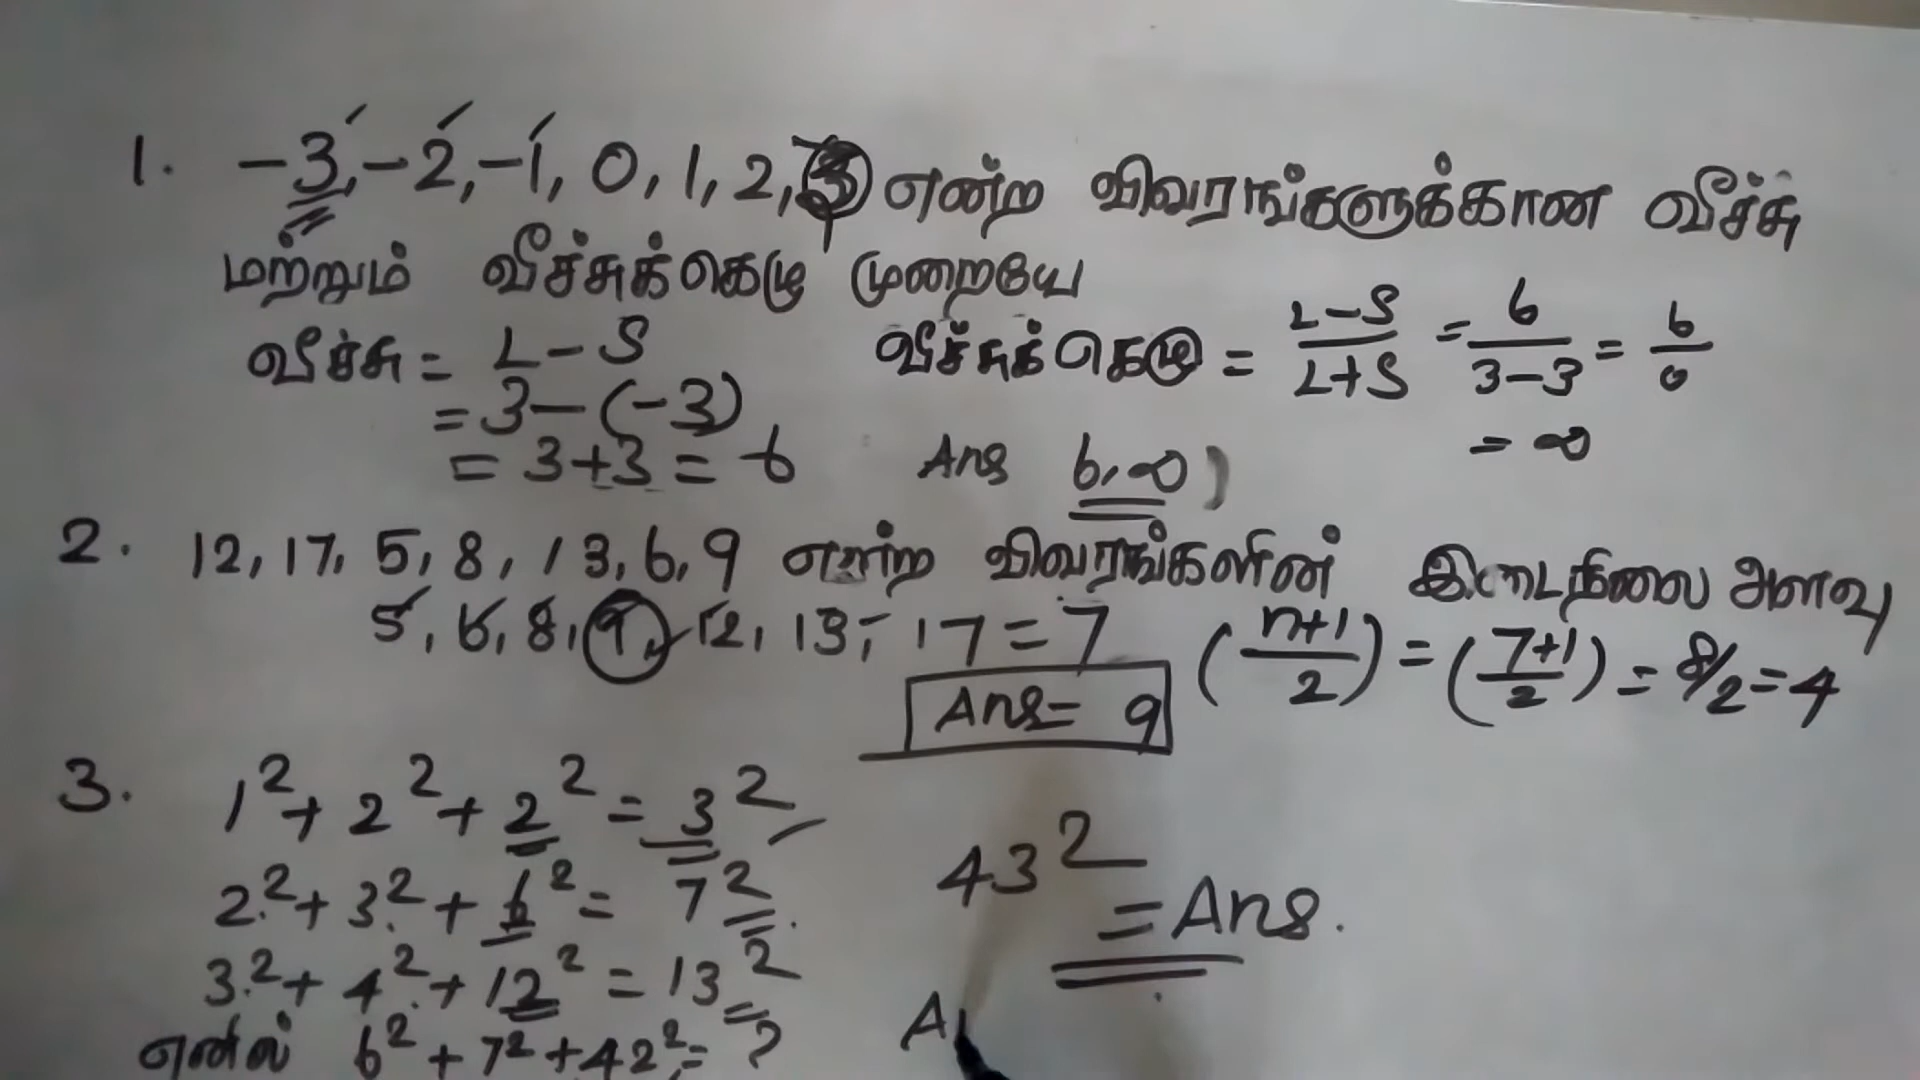 1. -3, -2, -1, 0, 1, 2, 3 என்ற விவரங்களுக்கான வீச்சு
மற்றும் வீச்சுக்கெழு முறையே
வீச்சு = L - S
= 3 - (-3)
= 3 + 3 = 6
வீச்சுக்கெழு = L-S/L+S = 6/3-3 = 6/0
= ∞
Ans 6, ∞)
2. 12, 17, 5, 8, 13, 6, 9 என்ற விவரங்களின் இடைநிலை அளவு
5, 6, 8, 9, 12, 13, 17 = 7 (n+1/2) = (7+1/2) = 8/2 = 4
Ans = 9
3. 1² + 2² + 2² = 3²
2² + 3² + 6² = 7²
3² + 4² + 12² = 13²
எனில் 6² + 7² + 42² = ?
43² = Ans.
A